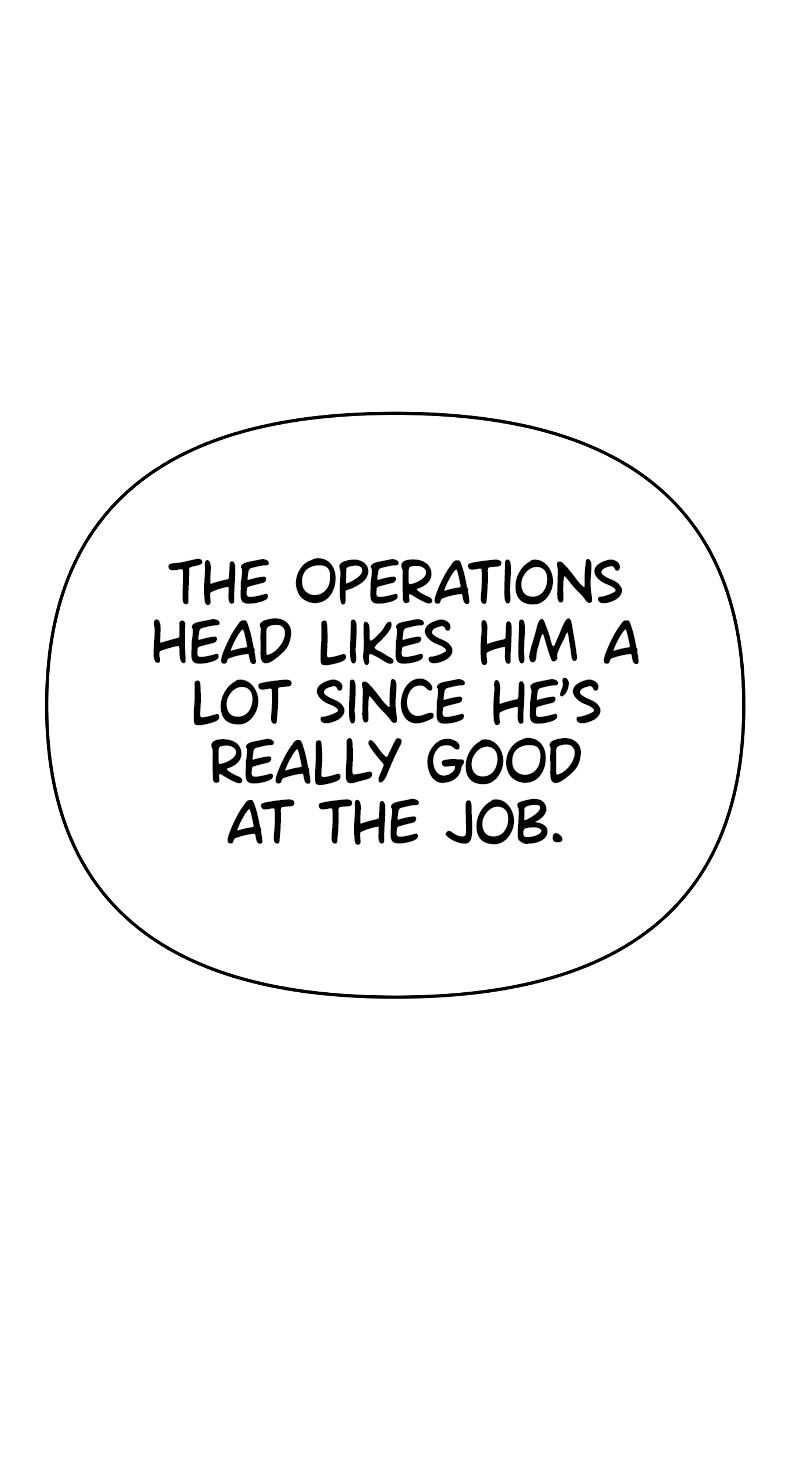 THE OPERATIONS
HEAD LIKES HIM A
LOT SINCE HE'S
REALLY GOOD
AT THE JOB.